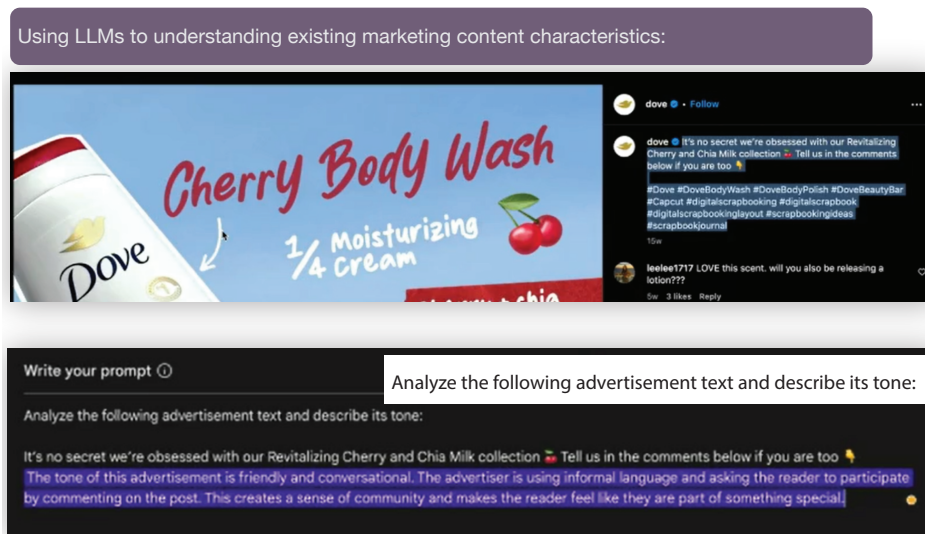 Using LLMs to understanding existing marketing content characteristics:
Cherry Body Wash
1/4 Moisturizing
Cream
Dove
dove • Follow
dove It's no secret we're obsessed with our Revitalizing
Cherry and Chia Milk collection 🍒 Tell us in the comments
below if you are too 👇
#Dove #DoveBodyWash #DoveBodyPolish #DoveBeautyBar
#Capcut #digitalscrapbooking #digitalscrapbook
#digitalscrapbookinglayout #scrapbookingideas
#scrapbookjournal
15w
leelee1717 LOVE this scent. will you also be releasing a
lotion???
5w 3 likes Reply
Write your prompt
Analyze the following advertisement text and describe its tone:
Analyze the following advertisement text and describe its tone:
It's no secret we're obsessed with our Revitalizing Cherry and Chia Milk collection 🍒 Tell us in the comments below if you are too 👇
The tone of this advertisement is friendly and conversational. The advertiser is using informal language and asking the reader to participate
by commenting on the post. This creates a sense of community and makes the reader feel like they are part of something special.